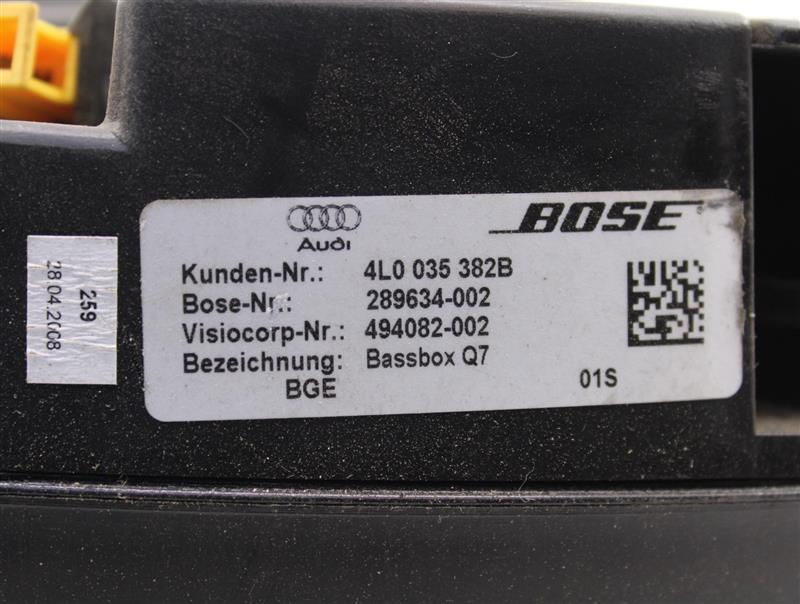 259
28.04.2008
Audi
BOSE
Kunden-Nr.: 4L0 035 382B
Bose-Nr.: 289634-002
Visiocorp-Nr.: 494082-002
Bezeichnung: Bassbox Q7
BGE
01S